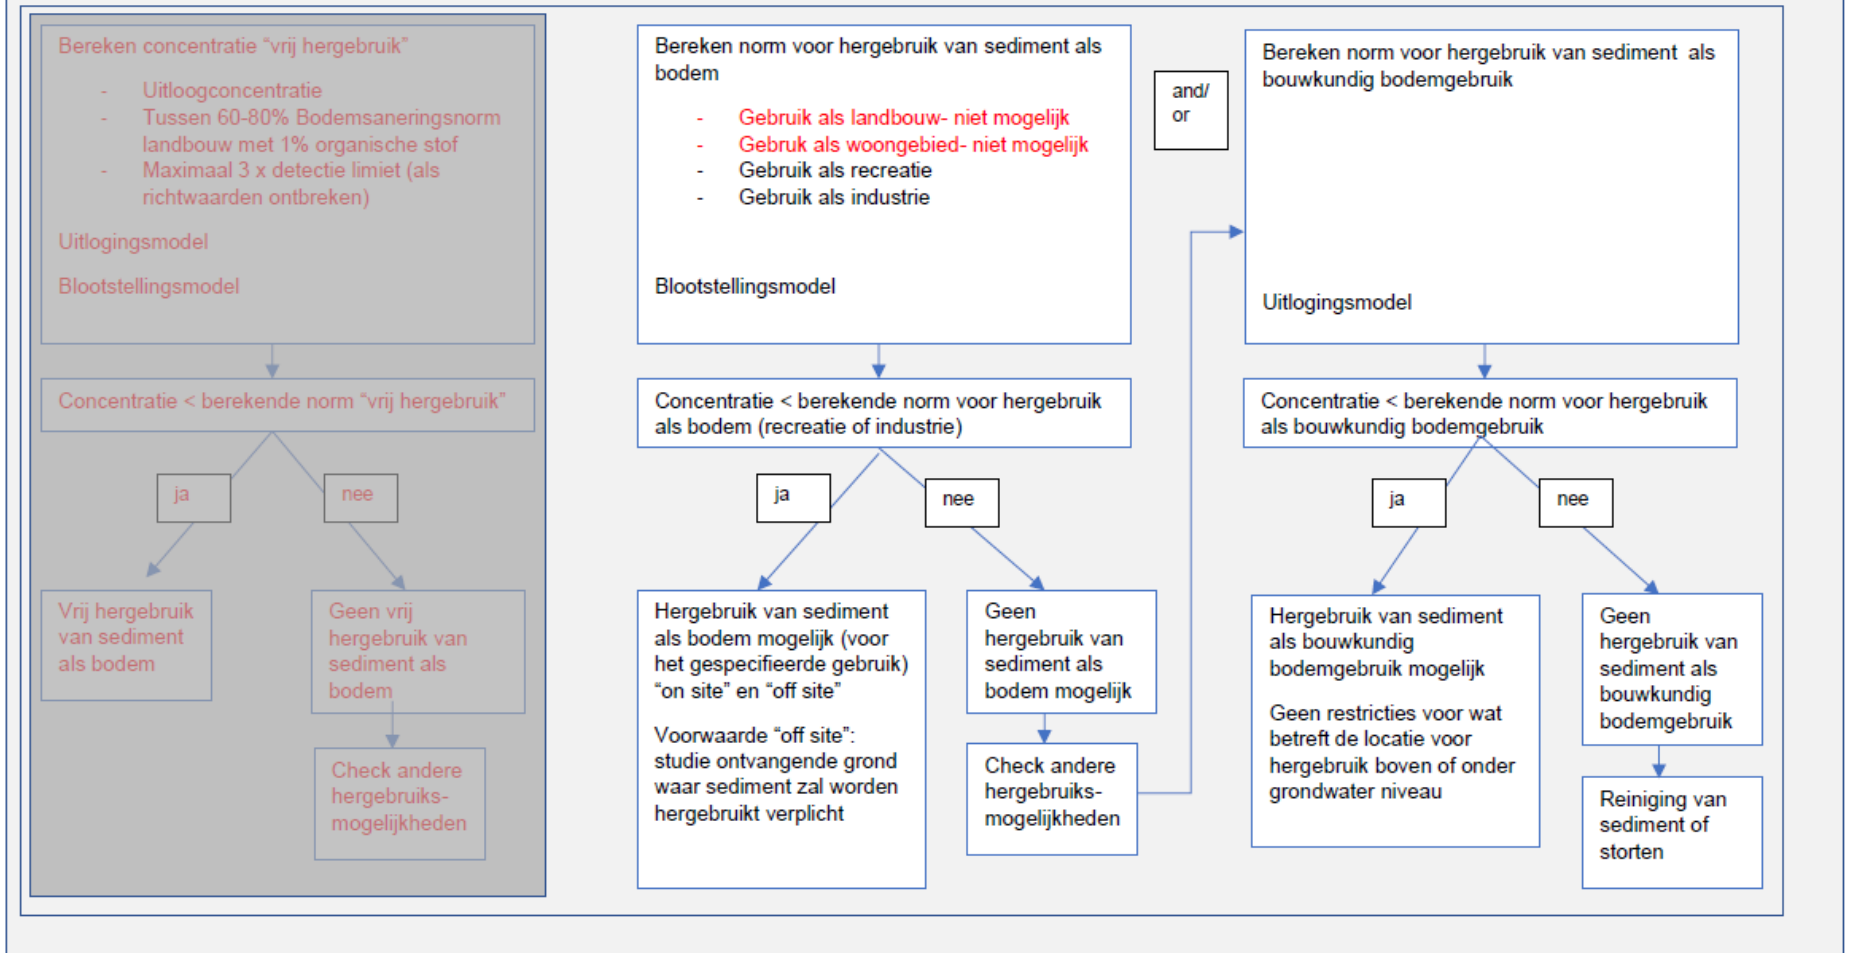 Bereken concentratie “vrij hergebruik”
- Uitloogconcentratie
- Tussen 60-80% Bodemsaneringsnorm
landbouw met 1% organische stof
- Maximaal 3 x detectie limiet (als
richtwaarden ontbreken)
Uitlogingsmodel
Blootstellingsmodel
Concentratie < berekende norm “vrij hergebruik”
ja
nee
Vrij hergebruik
van sediment
als bodem
Geen vrij
hergebruik van
sediment als
bodem
Check andere
hergebruiks-
mogelijkheden
Bereken norm voor hergebruik van sediment als
bodem
- Gebruik als landbouw- niet mogelijk
- Gebruk als woongebied- niet mogelijk
- Gebruik als recreatie
- Gebruik als industrie
Blootstellingsmodel
Concentratie < berekende norm voor hergebruik
als bodem (recreatie of industrie)
ja
nee
Hergebruik van sediment
als bodem mogelijk (voor
het gespecifieerde gebruik)
“on site” en “off site”
Voorwaarde “off site”:
studie ontvangende grond
waar sediment zal worden
hergebruikt verplicht
Geen
hergebruik van
sediment als
bodem mogelijk
Check andere
hergebruiks-
mogelijkheden
and/
or
Bereken norm voor hergebruik van sediment als
bouwkundig bodemgebruik
Uitlogingsmodel
Concentratie < berekende norm voor hergebruik
als bouwkundig bodemgebruik
ja
nee
Hergebruik van sediment
als bouwkundig
bodemgebruik mogelijk
Geen restricties voor wat
betreft de locatie voor
hergebruik boven of onder
grondwater niveau
Geen
hergebruik van
sediment als
bouwkundig
bodemgebruik
Reiniging van
sediment of
storten